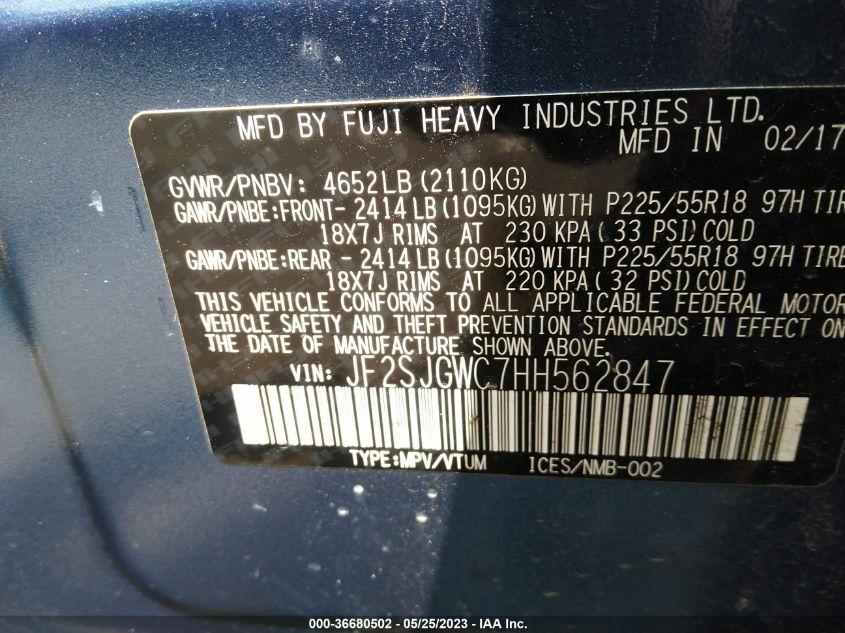 MFD BY FUJI HEAVY INDUSTRIES LTD.
MFD IN 02/17
GVWR/PNBV: 4652LB (2110KG)
GAWR/PNBE: FRONT- 2414 LB (1095KG) WITH P225/55R18 97H TIRE
18X7J RIMS AT 230 KPA ( 33 PSI) COLD
GAWR/PNBE: REAR - 2414 LB (1095KG) WITH P225/55R18 97H TIRE
18X7J RIMS AT 220 KPA ( 32 PSI) COLD
THIS VEHICLE CONFORMS TO ALL APPLICABLE FEDERAL MOTOR
VEHICLE SAFETY AND THEFT PREVENTION STANDARDS IN EFFECT ON
THE DATE OF MANUFACTURE SHOWN ABOVE.
VIN: JF2SJGWC7HH562847
TYPE:MPV/VTUM ICES/NMB-002
000-36680502 - 05/25/2023 - IAA Inc.